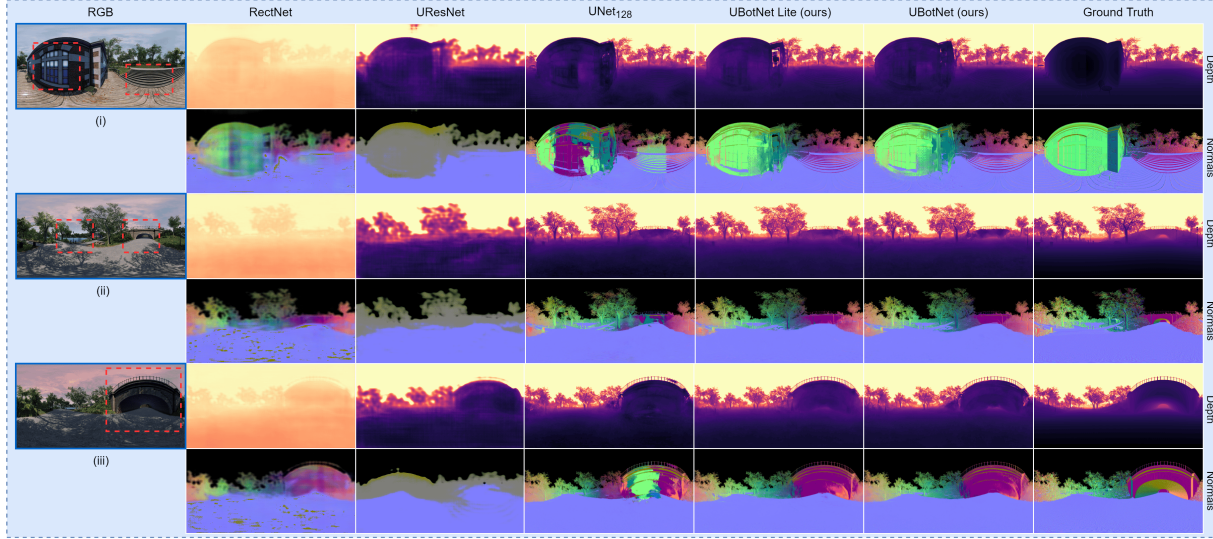 RGB RectNet UResNet UNet128 UBotNet Lite (ours) UBotNet (ours) Ground Truth
Depth
(i)
Normals
Depth
(ii)
Normals
Depth
(iii)
Normals